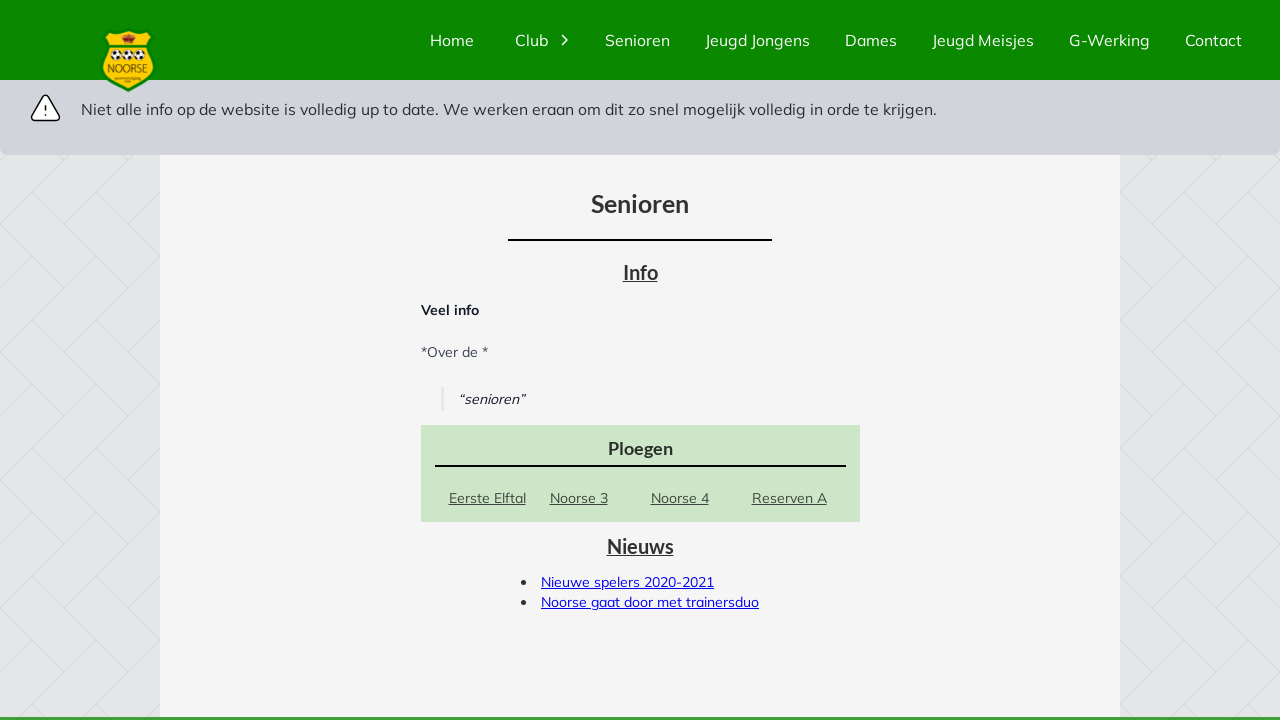 NOORSE
Home
Club
Senioren
Jeugd Jongens
Dames
Jeugd Meisjes
G-Werking
Contact
Niet alle info op de website is volledig up to date. We werken eraan om dit zo snel mogelijk volledig in orde te krijgen.
Senioren
Info
Veel info
*Over de *
“senioren”
Ploegen
Eerste Elftal
Noorse 3
Noorse 4
Reserven A
Nieuws
Nieuwe spelers 2020-2021
Noorse gaat door met trainersduo